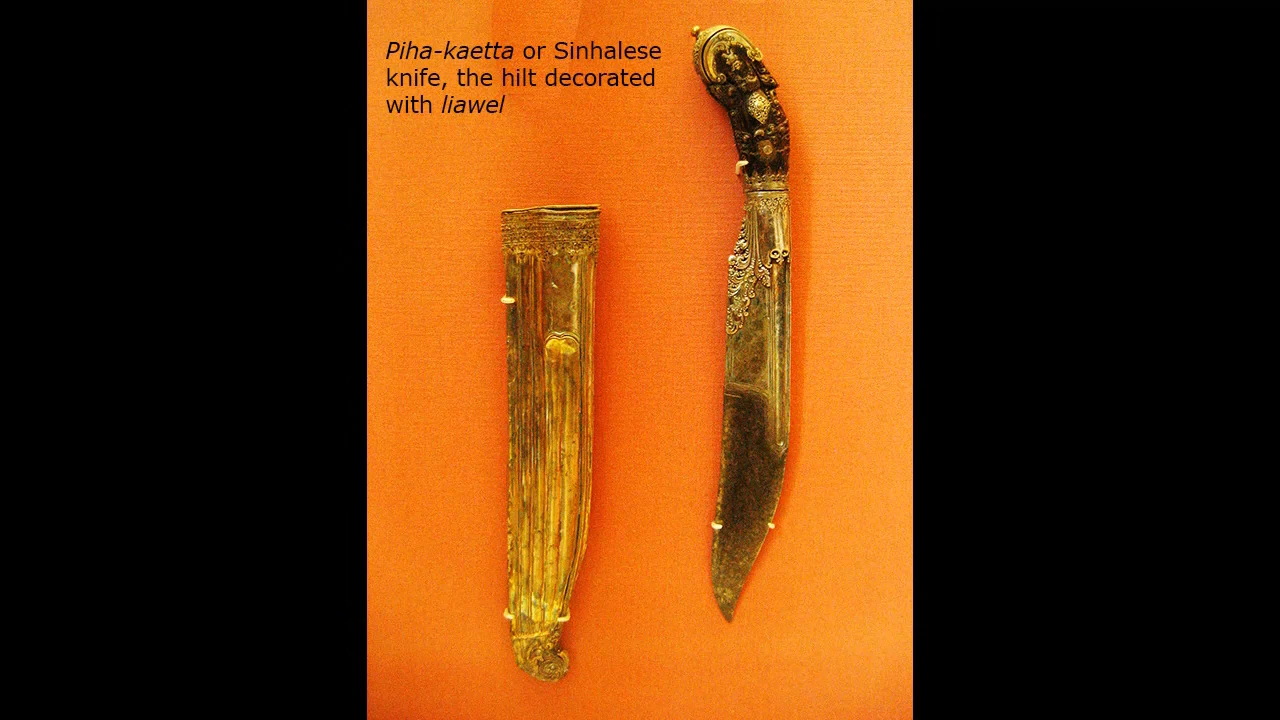 Piha-kaetta or Sinhalese
knife, the hilt decorated
with liawel